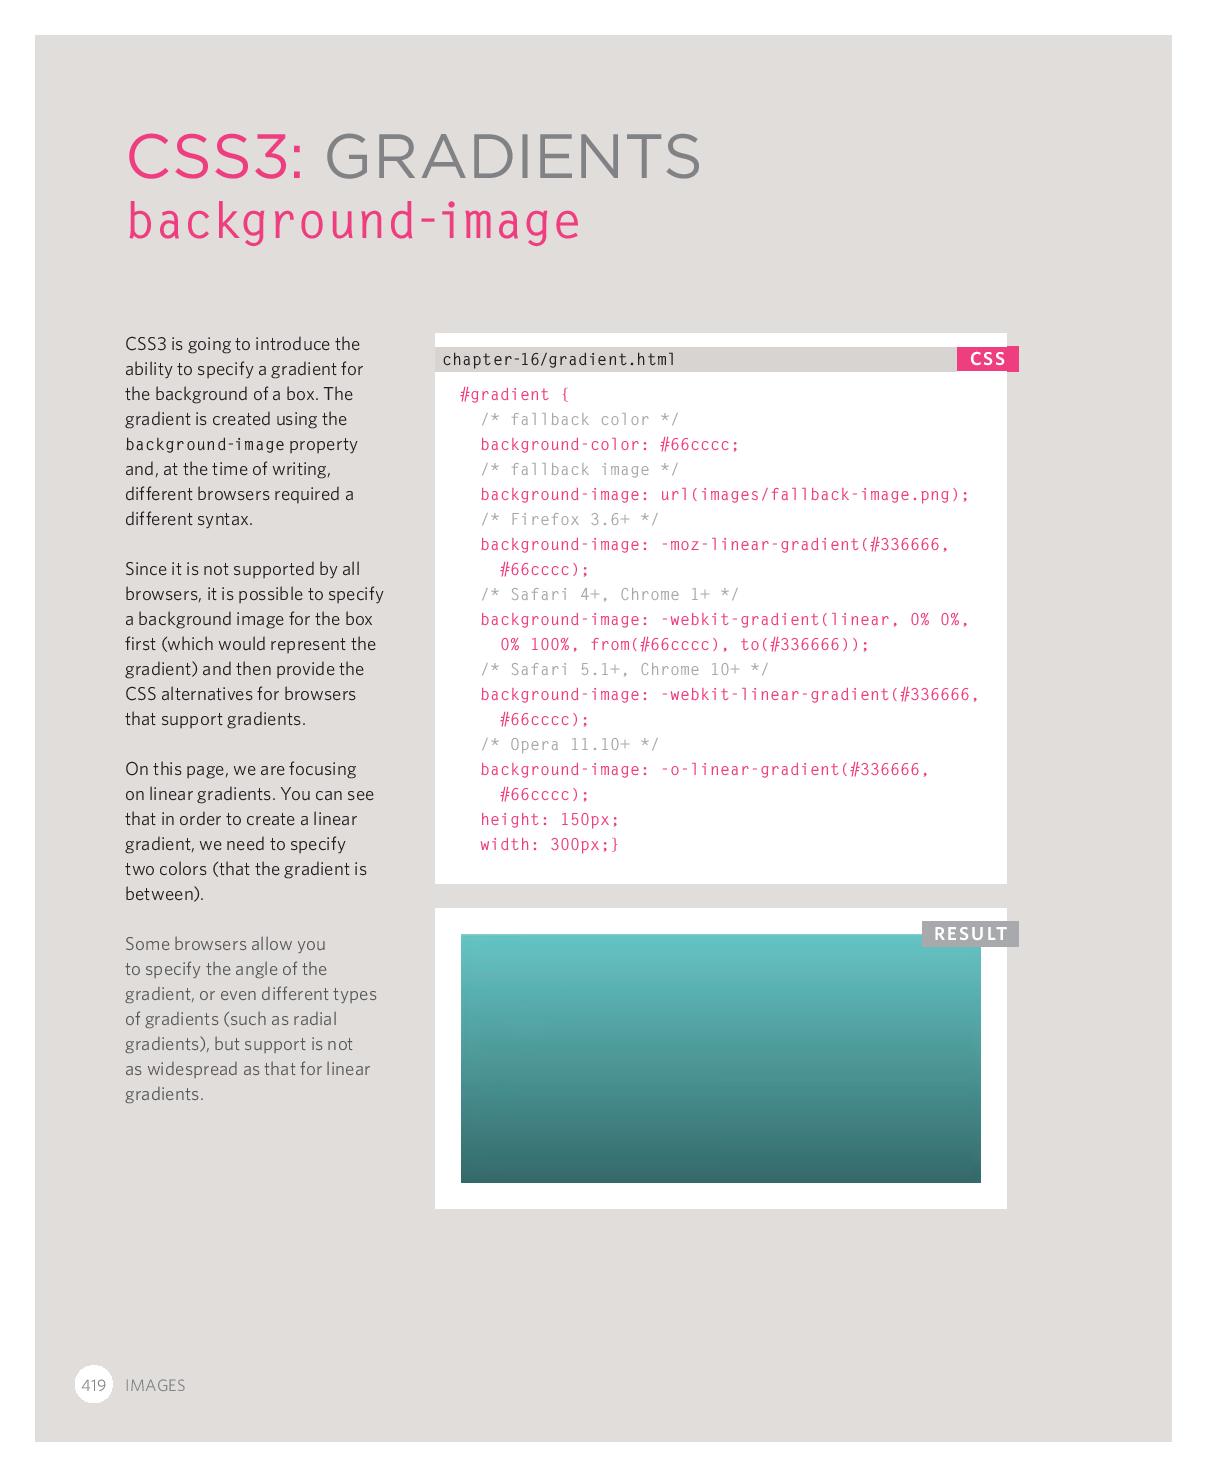 CSS3: GRADIENTS
background-image
CSS3 is going to introduce the
ability to specify a gradient for
the background of a box. The
gradient is created using the
background-image property
and, at the time of writing,
different browsers required a
different syntax.
Since it is not supported by all
browsers, it is possible to specify
a background image for the box
first (which would represent the
gradient) and then provide the
CSS alternatives for browsers
that support gradients.
On this page, we are focusing
on linear gradients. You can see
that in order to create a linear
gradient, we need to specify
two colors (that the gradient is
between).
Some browsers allow you
to specify the angle of the
gradient, or even different types
of gradients (such as radial
gradients), but support is not
as widespread as that for linear
gradients.
chapter-16/gradient.html
CSS
#gradient {
/* fallback color */
background-color: #66cccc;
/* fallback image */
background-image: url(images/fallback-image.png);
/* Firefox 3.6+ */
background-image: -moz-linear-gradient(#336666,
#66cccc);
/* Safari 4+, Chrome 1+ */
background-image: -webkit-gradient(linear, 0% 0%,
0% 100%, from(#66cccc), to(#336666));
/* Safari 5.1+, Chrome 10+ */
background-image: -webkit-linear-gradient(#336666,
#66cccc);
/* Opera 11.10+ */
background-image: -o-linear-gradient(#336666,
#66cccc);
height: 150px;
width: 300px;}
RESULT
419 IMAGES